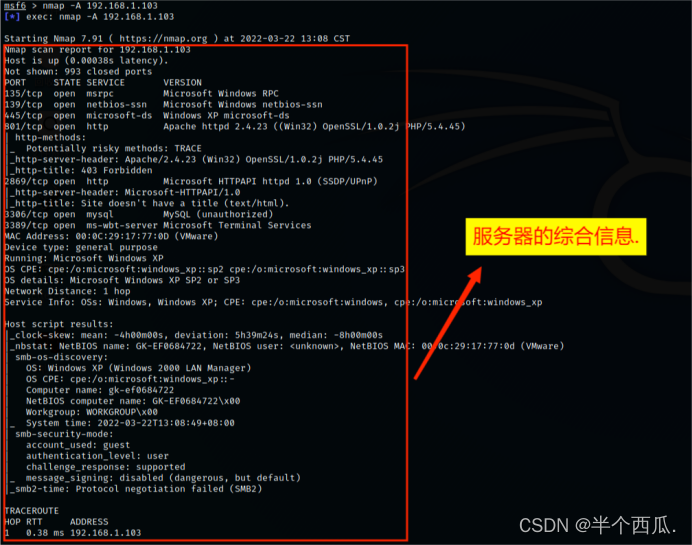 msf6 > nmap -A 192.168.1.103
[*] exec: nmap -A 192.168.1.103
Starting Nmap 7.91 ( https://nmap.org ) at 2022-03-22 13:08 CST
Nmap scan report for 192.168.1.103
Host is up (0.00038s latency).
Not shown: 993 closed ports
PORT     STATE SERVICE       VERSION
135/tcp  open  msrpc         Microsoft Windows RPC
139/tcp  open  netbios-ssn   Microsoft Windows netbios-ssn
445/tcp  open  microsoft-ds  Windows XP microsoft-ds
801/tcp  open  http          Apache httpd 2.4.23 ((Win32) OpenSSL/1.0.2j PHP/5.4.45)
| http-methods:
|_  Potentially risky methods: TRACE
|_http-server-header: Apache/2.4.23 (Win32) OpenSSL/1.0.2j PHP/5.4.45
|_http-title: 403 Forbidden
2869/tcp open  http          Microsoft HTTPAPI httpd 1.0 (SSDP/UPnP)
|_http-server-header: Microsoft-HTTPAPI/1.0
|_http-title: Site doesn't have a title (text/html).
3306/tcp open  mysql         MySQL (unauthorized)
3389/tcp open  ms-wbt-server Microsoft Terminal Services
MAC Address: 00:0C:29:17:77:0D (VMware)
Device type: general purpose
Running: Microsoft Windows XP
OS CPE: cpe:/o:microsoft:windows_xp::sp2 cpe:/o:microsoft:windows_xp::sp3
OS details: Microsoft Windows XP SP2 or SP3
Network Distance: 1 hop
Service Info: OSs: Windows, Windows XP; CPE: cpe:/o:microsoft:windows, cpe:/o:microsoft:windows_xp
服务器的综合信息.
Host script results:
|_clock-skew: mean: -4h00m00s, deviation: 5h39m24s, median: -8h00m00s
|_nbstat: NetBIOS name: GK-EF0684722, NetBIOS user: <unknown>, NetBIOS MAC: 00:0c:29:17:77:0d (VMware)
| smb-os-discovery:
|   OS: Windows XP (Windows 2000 LAN Manager)
|   OS CPE: cpe:/o:microsoft:windows_xp::-
|   Computer name: gk-ef0684722
|   NetBIOS computer name: GK-EF0684722\x00
|   Workgroup: WORKGROUP\x00
|_  System time: 2022-03-22T13:08:49+08:00
| smb-security-mode:
|   account_used: guest
|   authentication_level: user
|   challenge_response: supported
|_  message_signing: disabled (dangerous, but default)
|_smb2-time: Protocol negotiation failed (SMB2)
TRACEROUTE
HOP RTT     ADDRESS
1   0.38 ms 192.168.1.103
CSDN @半个西瓜.